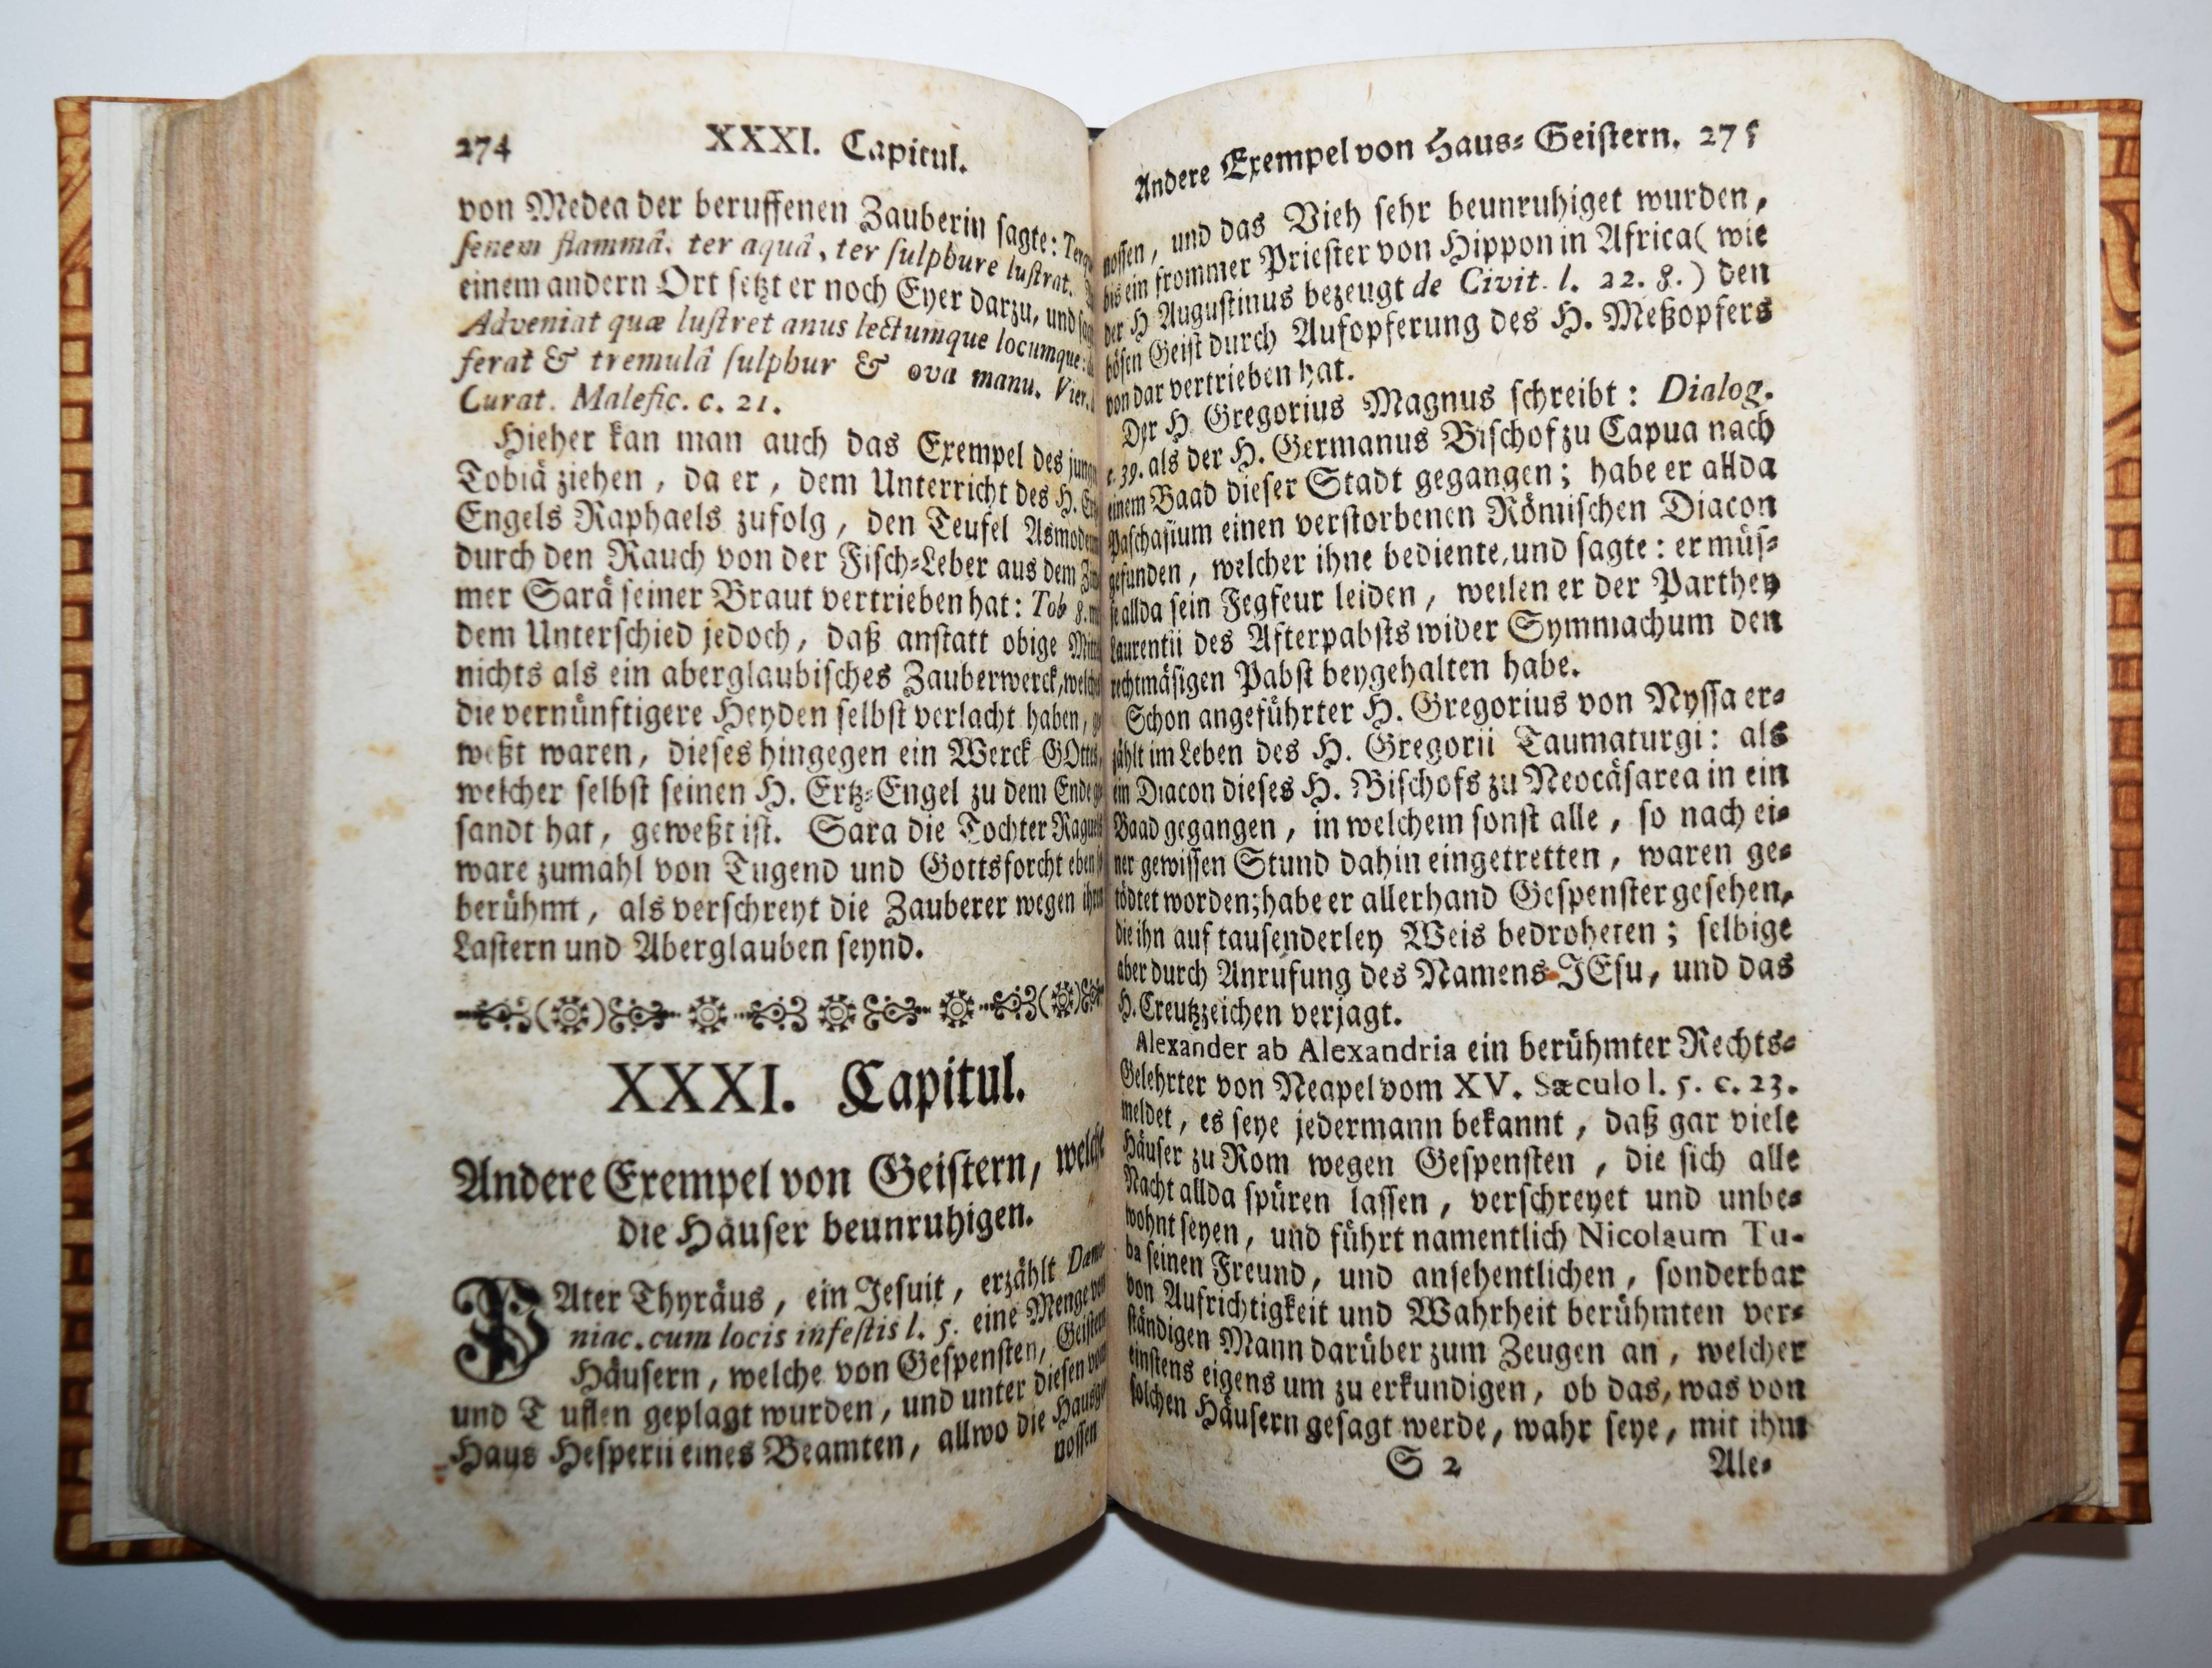 274 XXXI. Capitul.
von Medea der beruffenen Zauberin sagte:
senem flammâ, ter aquâ, ter sulphure lustrat.
einem andern Ort setzt er noch Eyer darzu, und
Adveniat quæ lustret anus lectumque locumque:
ferat & tremulâ sulphur & ova manu. Vier.
Curat. Malefic. c. 21.
Hieher kan man auch das Exempel des
Tobiä ziehen, da er, dem Unterricht des H.
Engels Raphaels zufolg, den Teufel
durch den Rauch von der Fisch-Leber aus dem
mer Sarä seiner Braut vertrieben hat: Tob 8.
dem Unterschied jedoch, daß anstatt obige
nichts als ein aberglaubisches Zauberwerck,
die vernünftigere Heyden selbst verlacht haben,
weßt waren, dieses hingegen ein Werck GOttes,
welcher selbst seinen H. Ertz-Engel zu dem Ende
sandt hat, geweßt ist. Sara die Tochter
ware zumahl von Tugend und Gottsforcht
berühmt, als verschreyt die Zauberer wegen
Lastern und Aberglauben seynd.
XXXI. Capitul.
Andere Exempel von Geistern, welche
die Häuser beunruhigen.
PAter Thyräus, ein Jesuit, erzählt
niac. cum locis infestis l. 5. eine Menge von
Häusern, welche von Gespensten, Geistern
und T uflen geplagt wurden, und unter diesen
Haus Hesperii eines Beamten, allwo die
nossen
Andere Exempel von Haus-Geistern. 275
nossen, und das Vieh sehr beunruhiget wurden,
bis ein frommer Priester von Hippon in Africa ( wie
der H Augustinus bezeugt de Civit. l. 22. 8.) den
bösen Geist durch Aufopferung des H. Meßopfers
von dar vertrieben hat.
Der H. Gregorius Magnus schreibt: Dialog.
c. 39. als der H. Germanus Bischof zu Capua nach
einem Baad dieser Stadt gegangen; habe er allda
Paschasium einen verstorbenen Römischen Diacon
gefunden, welcher ihne bediente, und sagte: er müs-
se allda sein Fegfeur leiden, weilen er der Parthey
Laurentii des Afterpabsts wider Symmachum den
rechtmäsigen Pabst beygehalten habe.
Schon angeführter H. Gregorius von Nyssa er-
zählt im Leben des H. Gregorii Taumaturgi: als
ein Diacon dieses H. Bischofs zu Neocäsarea in ein
Baad gegangen, in welchem sonst alle, so nach ei-
ner gewissen Stund dahin eingetretten, waren ge-
tödtet worden; habe er allerhand Gespenster gesehen,
die ihn auf tausenderley Weis bedroheten; selbige
aber durch Anrufung des Namens JEsu, und das
H. Creutzzeichen verjagt.
Alexander ab Alexandria ein berühmter Rechts-
Gelehrter von Neapel vom XV. Sæculo l. 5. c. 23.
meldet, es seye jedermann bekannt, daß gar viele
Häuser zu Rom wegen Gespensten, die sich alle
Nacht allda spüren lassen, verschreyet und unbe-
wohnt seyen, und führt namentlich Nicolaum Tu-
ba seinen Freund, und ansehentlichen, sonderbar
von Aufrichtigkeit und Wahrheit berühmten ver-
ständigen Mann darüber zum Zeugen an, welcher
einstens eigens um zu erkundigen, ob das, was von
solchen Häusern gesagt werde, wahr seye, mit ihm
S 2 Ale-